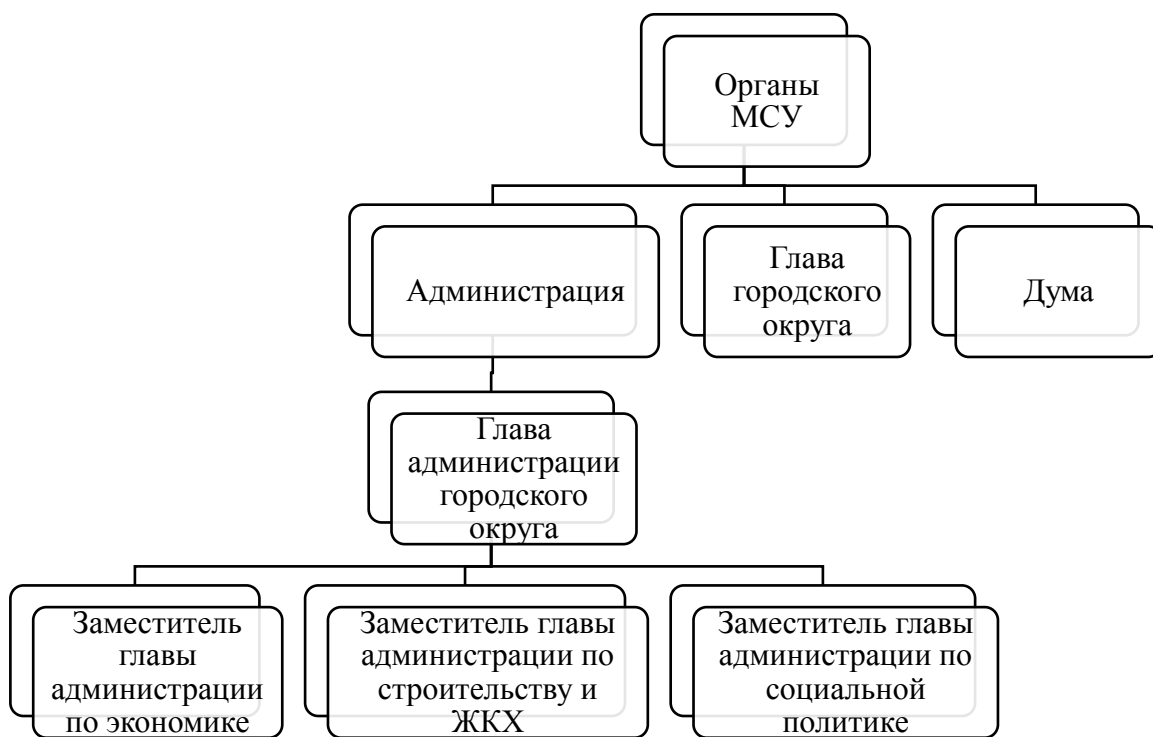 Органы
МСУ
Администрация
Глава
городского
округа
Дума
Глава
администрации
городского
округа
Заместитель
главы
администрации
по экономике
Заместитель главы
администрации по
строительству и
ЖКХ
Заместитель главы
администрации по
социальной
политике